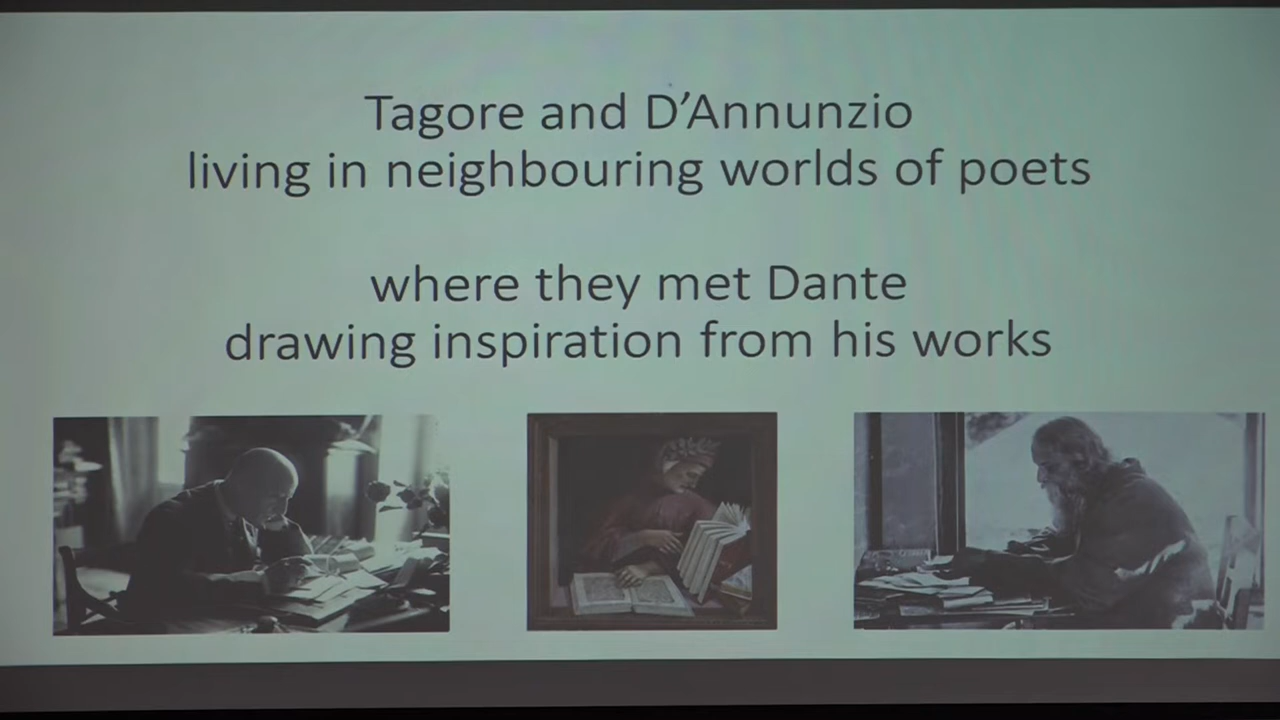 Tagore and D'Annunzio
living in neighbouring worlds of poets
where they met Dante
drawing inspiration from his works